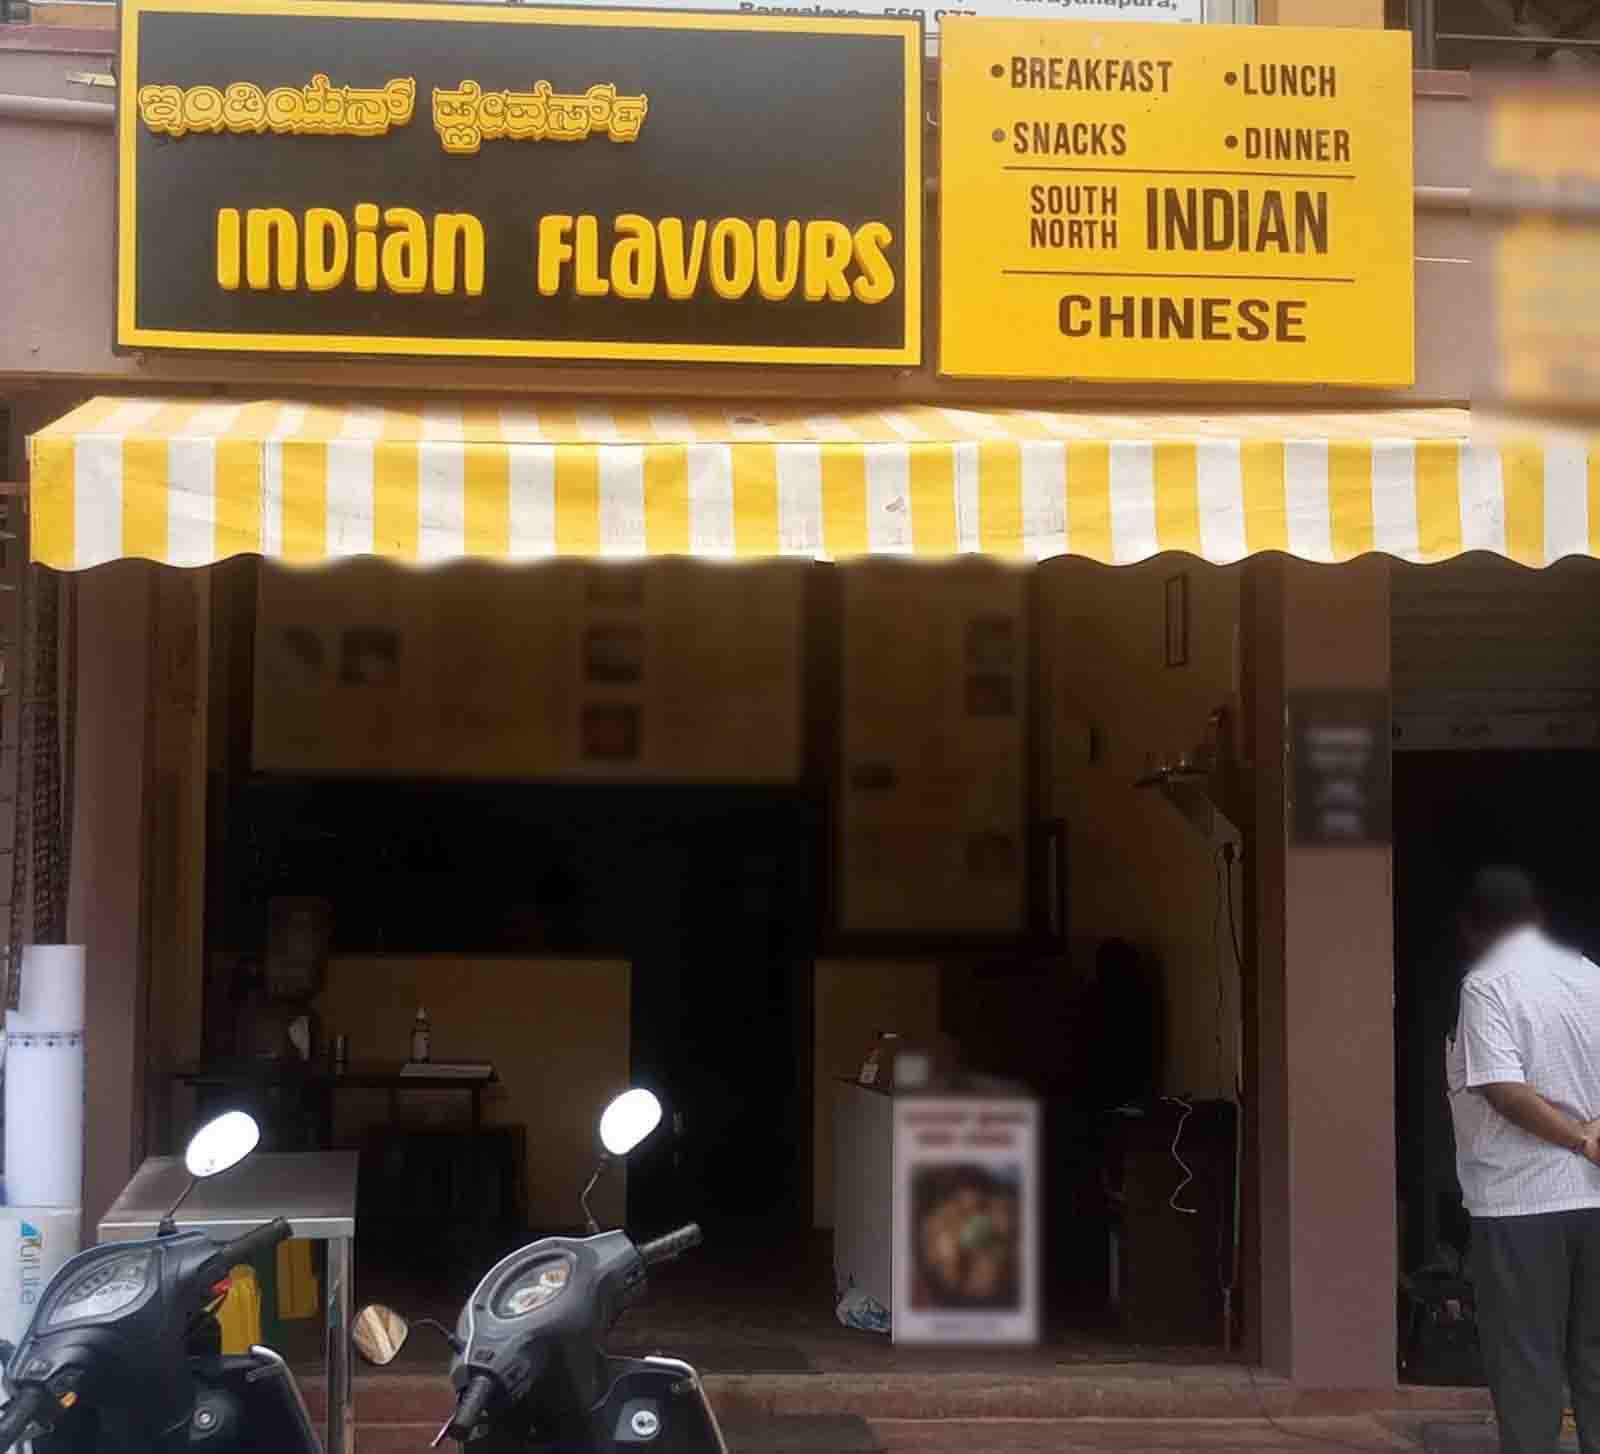 ಇಂಡಿಯನ್ ಫ್ಲೇವರ್ಸ್
INDian FLaVOURS
•BREAKFAST •LUNCH
•SNACKS •DINNER
SOUTH
NORTH INDIAN
CHINESE